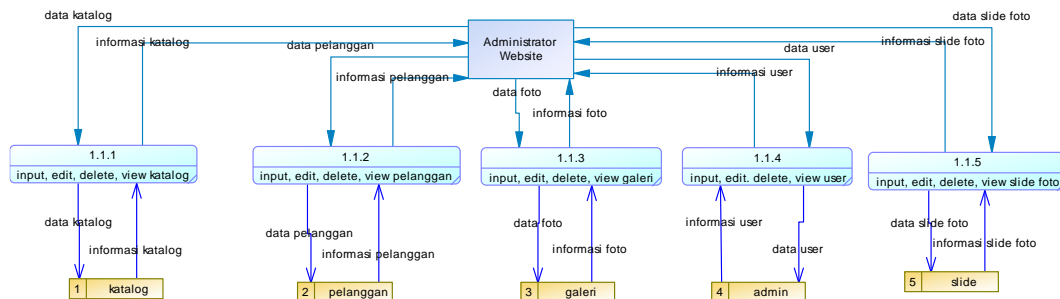 data katalog
data slide foto
informasi katalog
data pelanggan
Administrator
Website
data user
informasi slide foto
informasi pelanggan
informasi user
data foto
informasi foto
1.1.1
input, edit, delete, view katalog
1.1.2
input, edit, delete, view pelanggan
1.1.3
input, edit, delete, view galeri
1.1.4
input, edit. delete, view user
1.1.5
input, edit, delete, view slide foto
data katalog
informasi katalog
data pelanggan
informasi pelanggan
data foto
informasi foto
informasi user
data user
data slide foto
informasi slide foto
1 katalog
2 pelanggan
3 galeri
4 admin
5 slide